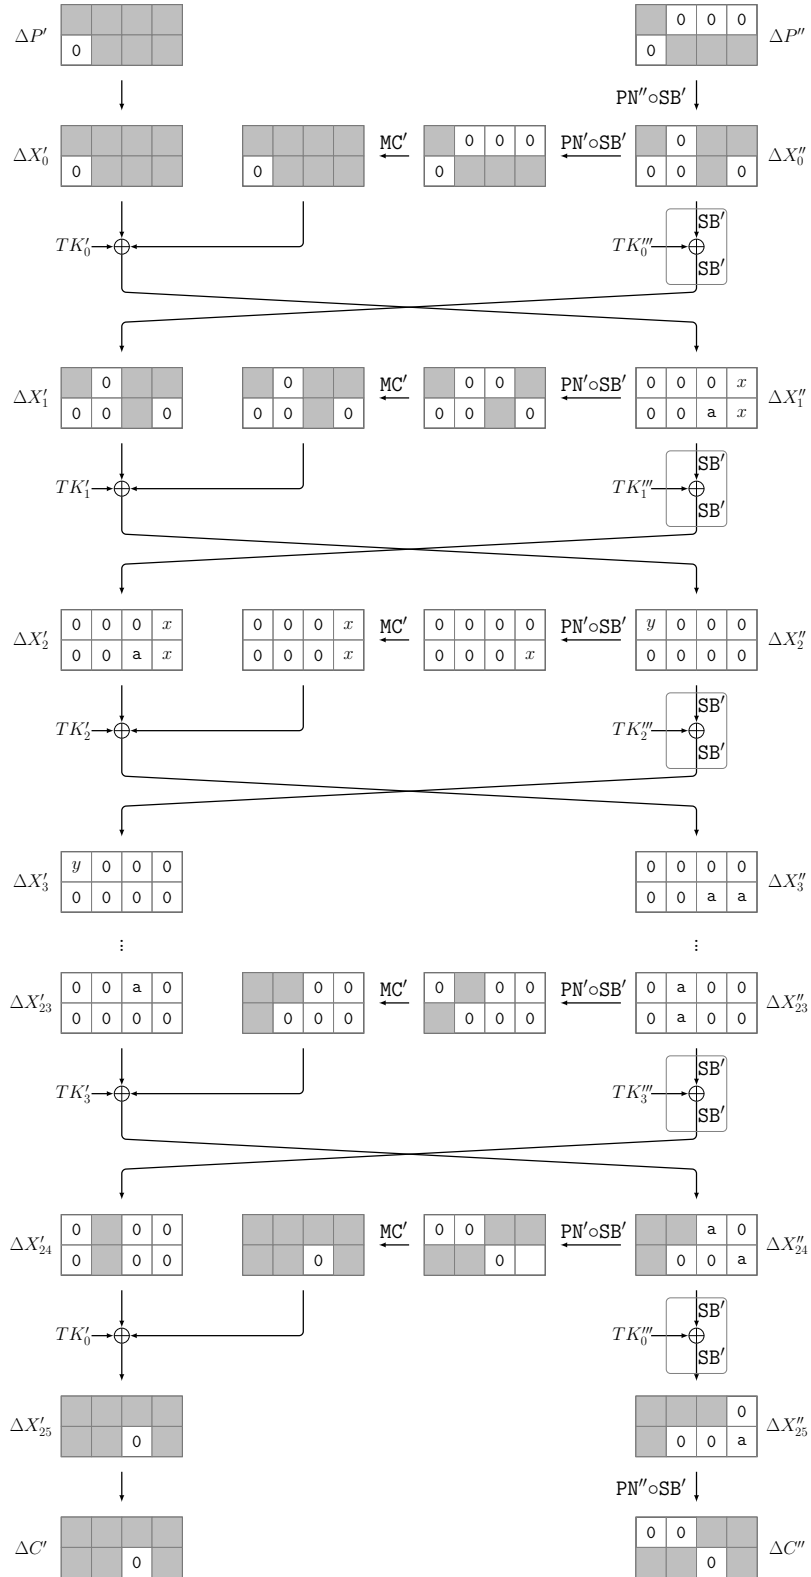 ΔP′ 0 0 0 0 0 ΔP″
PN″∘SB′
ΔX′₀ 0 0 MC′ 0 0 0 0 PN′∘SB′ 0 0 0 0 ΔX″₀
SB′
TK′₀ TK‴₀
SB′
ΔX′₁ 0 0 0 0 0 0 0 0 MC′ 0 0 0 0 0 PN′∘SB′ 0 0 0 x 0 0 a x ΔX″₁
SB′
TK′₁ TK‴₁
SB′
ΔX′₂ 0 0 0 x 0 0 a x 0 0 0 x 0 0 0 x MC′ 0 0 0 0 0 0 0 x PN′∘SB′ y 0 0 0 0 0 0 0 ΔX″₂
SB′
TK′₂ TK‴₂
SB′
ΔX′₃ y 0 0 0 0 0 0 0 0 0 0 0 0 0 a a ΔX″₃
⋮ ⋮
ΔX′₂₃ 0 0 a 0 0 0 0 0 0 0 0 0 0 MC′ 0 0 0 0 0 0 PN′∘SB′ 0 a 0 0 0 a 0 0 ΔX″₂₃
SB′
TK′₃ TK‴₃
SB′
ΔX′₂₄ 0 0 0 0 0 0 0 MC′ 0 0 0 PN′∘SB′ a 0 0 0 a ΔX″₂₄
SB′
TK′₀ TK‴₀
SB′
ΔX′₂₅ 0 0 0 0 a ΔX″₂₅
PN″∘SB′
ΔC′ 0 0 0 0 ΔC″